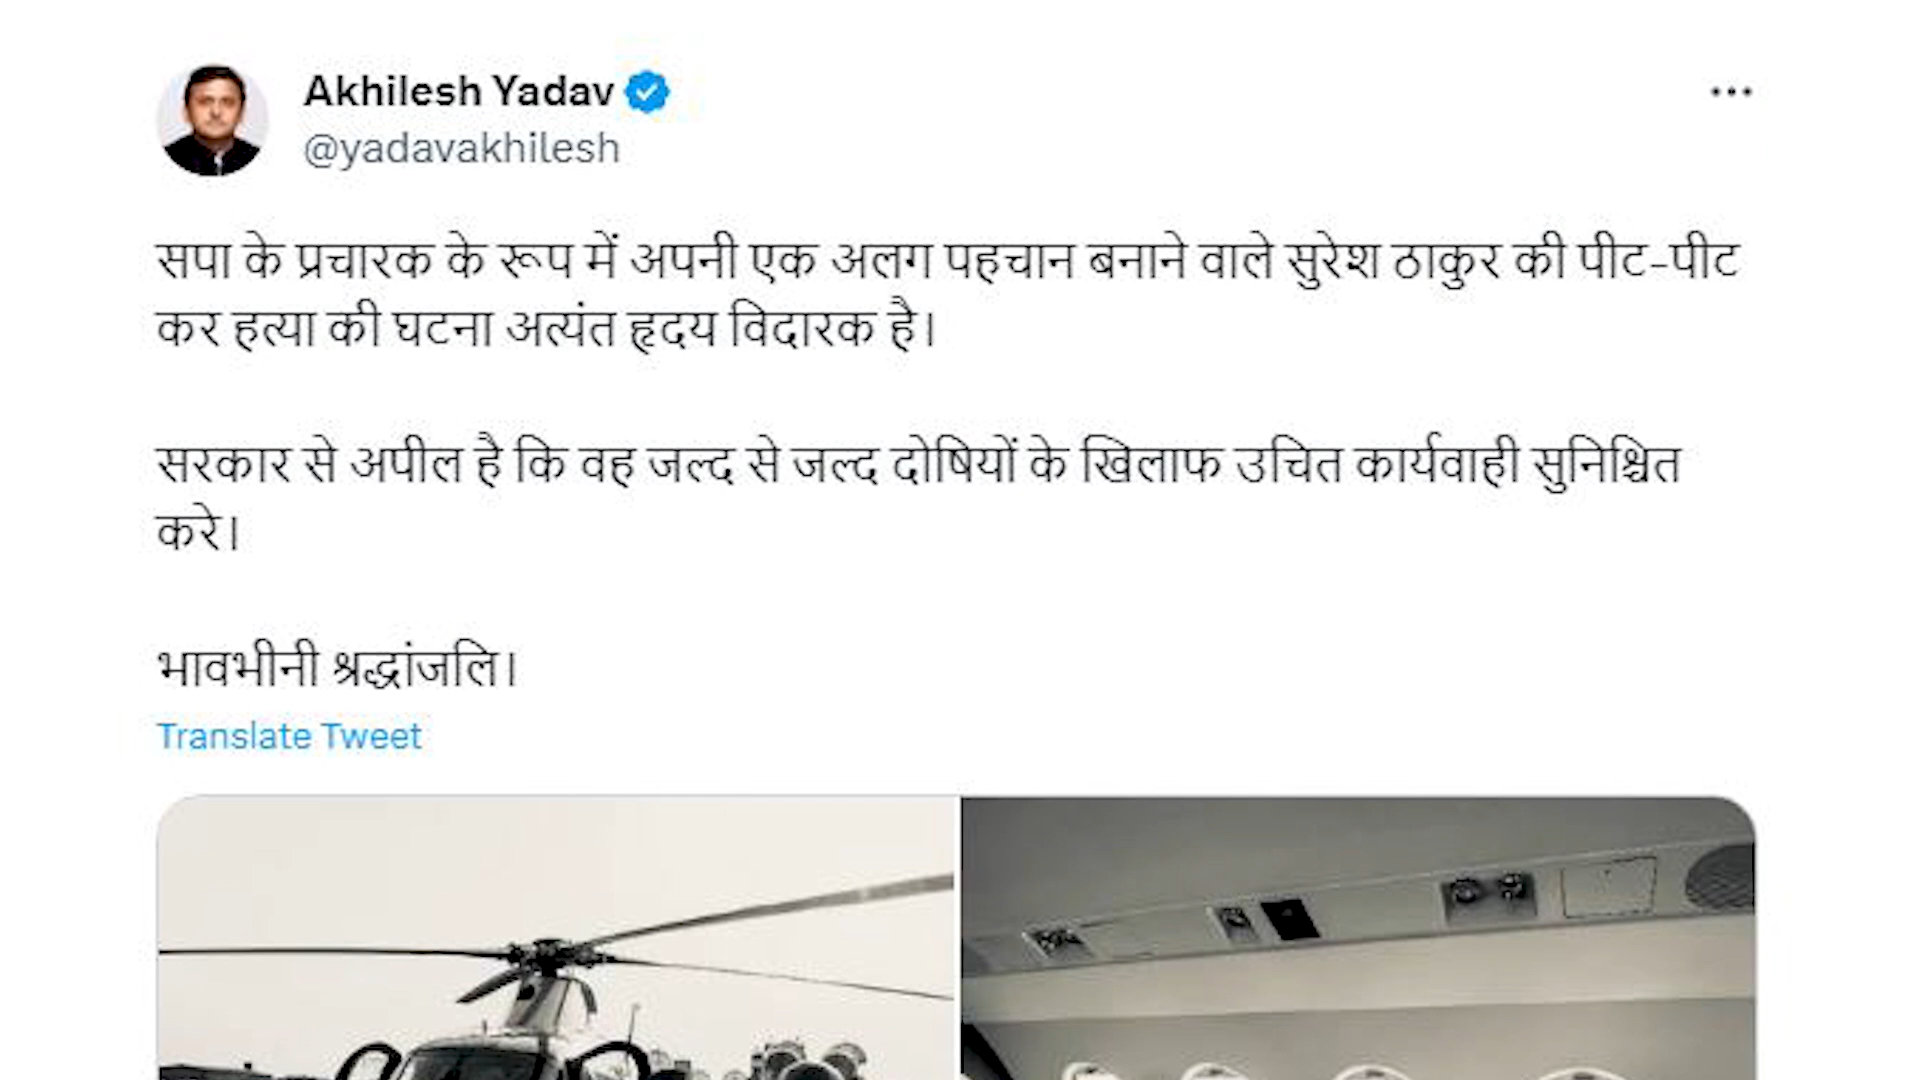 Akhilesh Yadav
@yadavakhilesh
सपा के प्रचारक के रूप में अपनी एक अलग पहचान बनाने वाले सुरेश ठाकुर की पीट-पीट
कर हत्या की घटना अत्यंत हृदय विदारक है।
सरकार से अपील है कि वह जल्द से जल्द दोषियों के खिलाफ उचित कार्यवाही सुनिश्चित
करे।
भावभीनी श्रद्धांजलि।
Translate Tweet